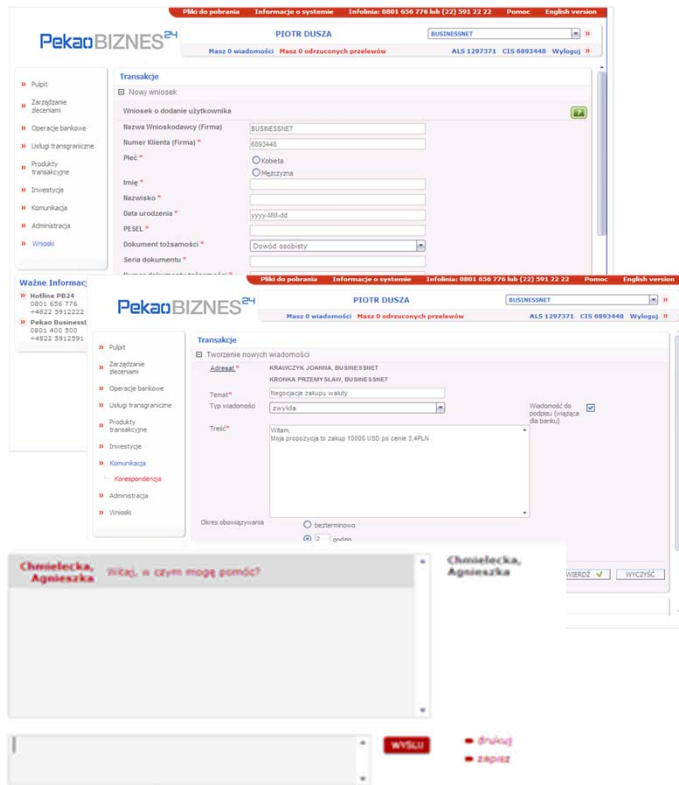 Pliki do pobrania Informacje o systemie Infolinia: 0801 656 776 lub (22) 591 22 22 Pomoc English version
PekaoBIZNES24 PIOTR DUSZA BUSINESSNET
Masz 0 wiadomości Masz 0 odrzuconych przelewów ALS 1297371 CIS 6893448 Wyloguj
Pulpit
Zarządzanie zleceniami
Operacje bankowe
Usługi transgraniczne
Produkty transakcyjne
Inwestycje
Komunikacja
Administracja
Wnioski
Transakcje
Nowy wniosek
Wniosek o dodanie użytkownika
Nazwa Wnioskodawcy (Firma) BUSINESSNET
Numer Klienta (Firma) * 6893448
Płeć * Kobieta
Mężczyzna
Imię *
Nazwisko *
Data urodzenia * yyyy-MM-dd
PESEL *
Dokument tożsamości * Dowód osobisty
Seria dokumentu *
Numer dokumentu tożsamości *
Ważne Informac
Hotline PB24
0801 656 776
+4822 5912222
Pekao Businessl
0801 400 500
+4822 5912591
Pliki do pobrania Informacje o systemie Infolinia: 0801 656 776 lub (22) 591 22 22 Pomoc English version
PekaoBIZNES24 PIOTR DUSZA BUSINESSNET
Masz 0 wiadomości Masz 0 odrzuconych przelewów ALS 1297371 CIS 6893448 Wyloguj
Pulpit
Zarządzanie zleceniami
Operacje bankowe
Usługi transgraniczne
Produkty transakcyjne
Inwestycje
Komunikacja
Korespondencja
Administracja
Wnioski
Transakcje
Tworzenie nowych wiadomości
Adresat * KRAWCZYK JOANNA, BUSINESSNET
KRONKA PRZEMYSŁAW, BUSINESSNET
Temat* Negocjacje zakupu waluty
Typ wiadomości zwykła
Wiadomość do podpisu (wiążąca dla banku)
Treść* Witam,
Moja propozycja to zakup 10000 USD po cenie 3,4PLN
Okres obowiązywania bezterminowo
2 godzin
WIERDŹ WYCZYŚĆ
Chmielecka, Agnieszka Witaj, w czym mogę pomóc?
Chmielecka, Agnieszka
WYŚLIJ
drukuj
zapisz